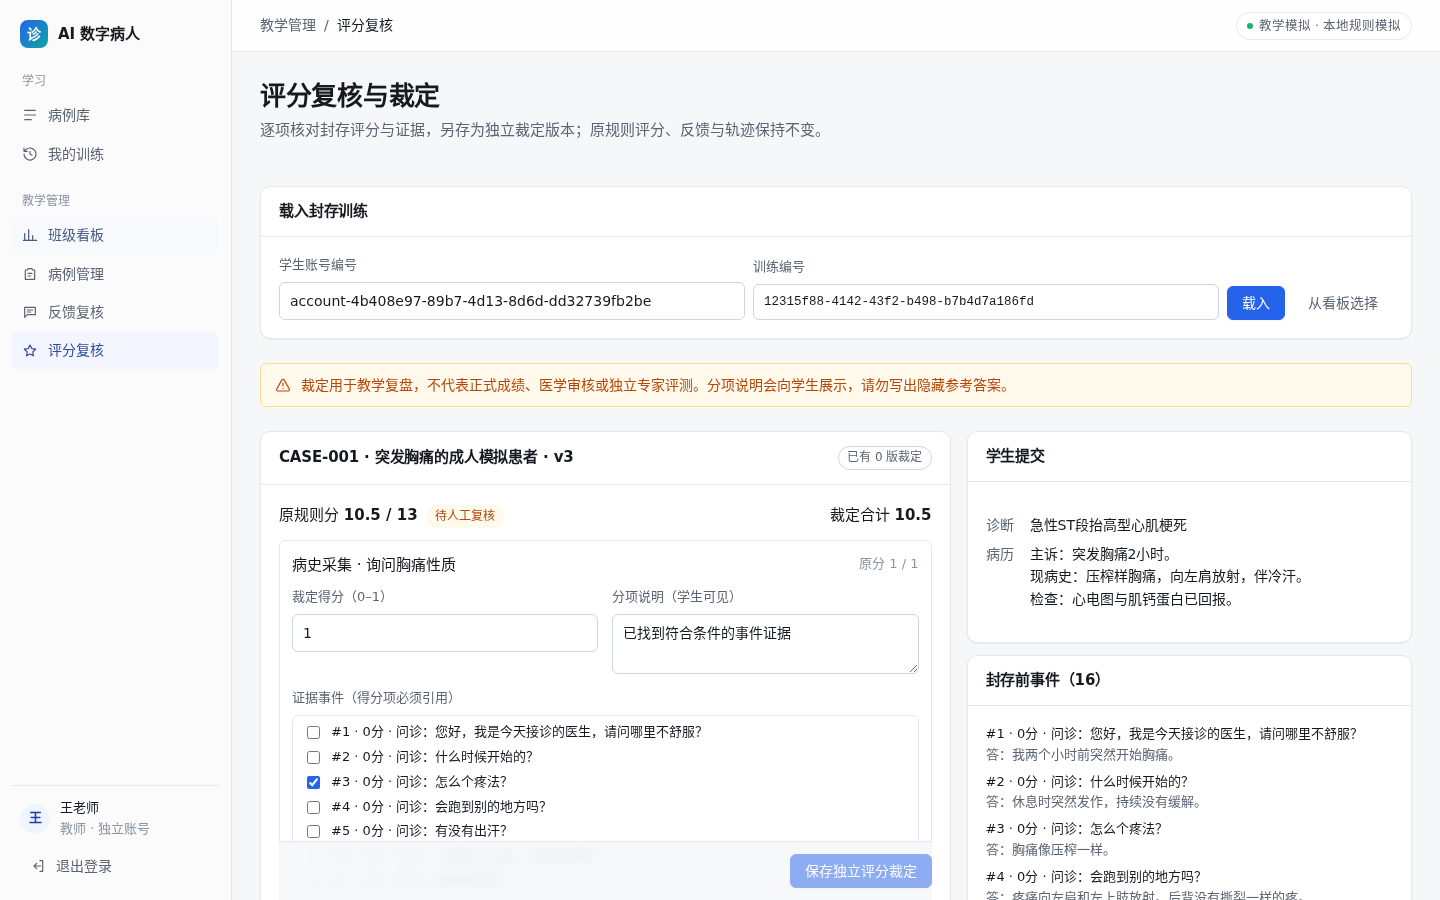 诊 AI 数字病人
学习
病例库
我的训练
教学管理
班级看板
病例管理
反馈复核
评分复核
王 王老师
教师 · 独立账号
退出登录
教学管理 / 评分复核
教学模拟 · 本地规则模拟
评分复核与裁定
逐项核对封存评分与证据，另存为独立裁定版本；原规则评分、反馈与轨迹保持不变。
载入封存训练
学生账号编号
account-4b408e97-89b7-4d13-8d6d-dd32739fb2be
训练编号
12315f88-4142-43f2-b498-b7b4d7a186fd
载入
从看板选择
裁定用于教学复盘，不代表正式成绩、医学审核或独立专家评测。分项说明会向学生展示，请勿写出隐藏参考答案。
CASE-001 · 突发胸痛的成人模拟患者 · v3
已有 0 版裁定
原规则分 10.5 / 13 待人工复核
裁定合计 10.5
病史采集 · 询问胸痛性质
原分 1 / 1
裁定得分（0–1）
1
分项说明（学生可见）
已找到符合条件的事件证据
证据事件（得分项必须引用）
#1 · 0分 · 问诊：您好，我是今天接诊的医生，请问哪里不舒服？
#2 · 0分 · 问诊：什么时候开始的？
#3 · 0分 · 问诊：怎么个疼法？
#4 · 0分 · 问诊：会跑到别的地方吗？
#5 · 0分 · 问诊：有没有出汗？
保存独立评分裁定
学生提交
诊断 急性ST段抬高型心肌梗死
病历 主诉：突发胸痛2小时。
现病史：压榨样胸痛，向左肩放射，伴冷汗。
检查：心电图与肌钙蛋白已回报。
封存前事件（16）
#1 · 0分 · 问诊：您好，我是今天接诊的医生，请问哪里不舒服？
答：我两个小时前突然开始胸痛。
#2 · 0分 · 问诊：什么时候开始的？
答：休息时突然发作，持续没有缓解。
#3 · 0分 · 问诊：怎么个疼法？
答：胸痛像压榨一样。
#4 · 0分 · 问诊：会跑到别的地方吗？
答：疼痛向左肩和左上肢放射，后背没有撕裂一样的疼。